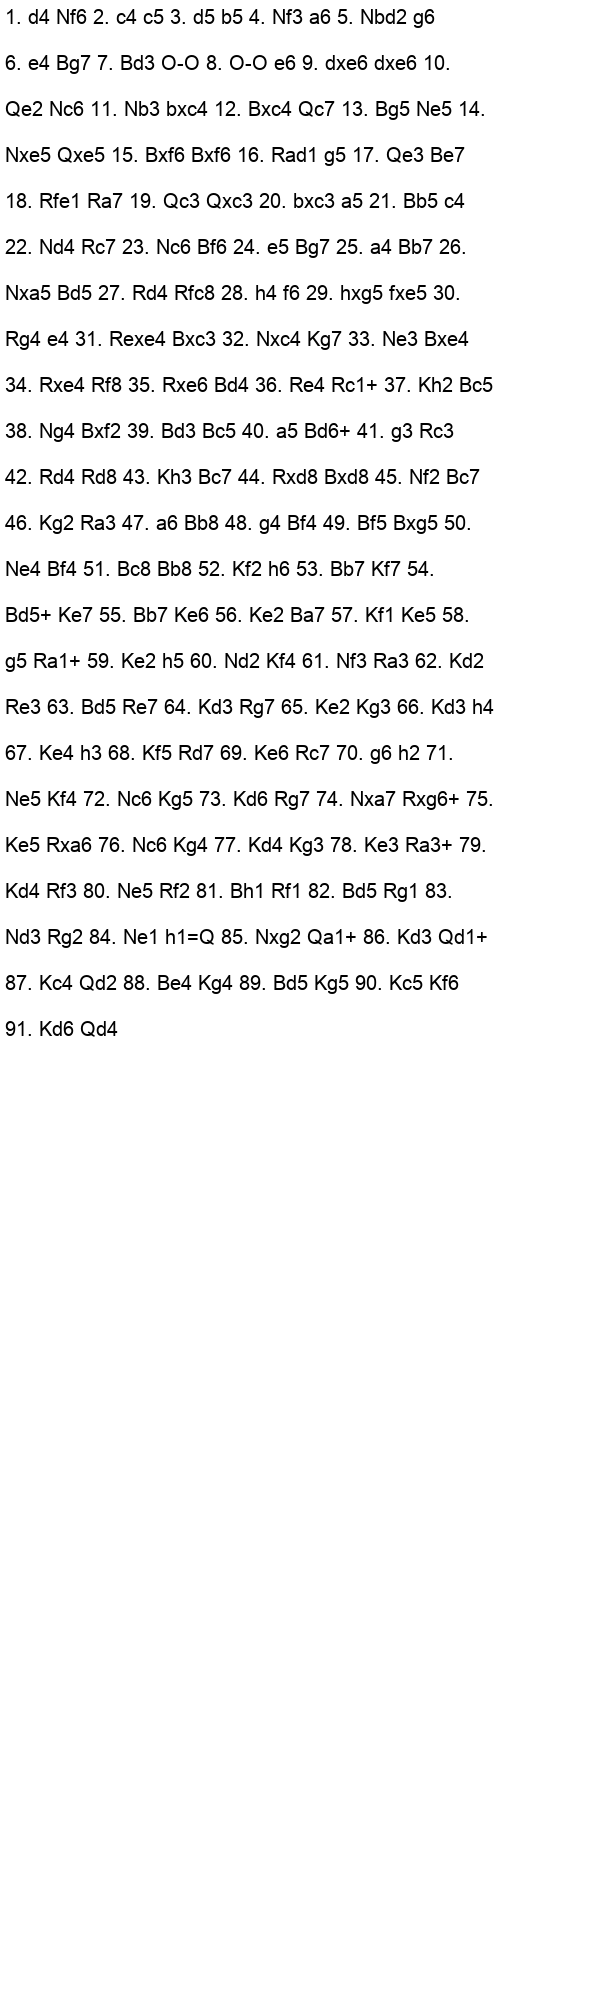 1. d4 Nf6 2. c4 c5 3. d5 b5 4. Nf3 a6 5. Nbd2 g6
6. e4 Bg7 7. Bd3 O-O 8. O-O e6 9. dxe6 dxe6 10.
Qe2 Nc6 11. Nb3 bxc4 12. Bxc4 Qc7 13. Bg5 Ne5 14.
Nxe5 Qxe5 15. Bxf6 Bxf6 16. Rad1 g5 17. Qe3 Be7
18. Rfe1 Ra7 19. Qc3 Qxc3 20. bxc3 a5 21. Bb5 c4
22. Nd4 Rc7 23. Nc6 Bf6 24. e5 Bg7 25. a4 Bb7 26.
Nxa5 Bd5 27. Rd4 Rfc8 28. h4 f6 29. hxg5 fxe5 30.
Rg4 e4 31. Rexe4 Bxc3 32. Nxc4 Kg7 33. Ne3 Bxe4
34. Rxe4 Rf8 35. Rxe6 Bd4 36. Re4 Rc1+ 37. Kh2 Bc5
38. Ng4 Bxf2 39. Bd3 Bc5 40. a5 Bd6+ 41. g3 Rc3
42. Rd4 Rd8 43. Kh3 Bc7 44. Rxd8 Bxd8 45. Nf2 Bc7
46. Kg2 Ra3 47. a6 Bb8 48. g4 Bf4 49. Bf5 Bxg5 50.
Ne4 Bf4 51. Bc8 Bb8 52. Kf2 h6 53. Bb7 Kf7 54.
Bd5+ Ke7 55. Bb7 Ke6 56. Ke2 Ba7 57. Kf1 Ke5 58.
g5 Ra1+ 59. Ke2 h5 60. Nd2 Kf4 61. Nf3 Ra3 62. Kd2
Re3 63. Bd5 Re7 64. Kd3 Rg7 65. Ke2 Kg3 66. Kd3 h4
67. Ke4 h3 68. Kf5 Rd7 69. Ke6 Rc7 70. g6 h2 71.
Ne5 Kf4 72. Nc6 Kg5 73. Kd6 Rg7 74. Nxa7 Rxg6+ 75.
Ke5 Rxa6 76. Nc6 Kg4 77. Kd4 Kg3 78. Ke3 Ra3+ 79.
Kd4 Rf3 80. Ne5 Rf2 81. Bh1 Rf1 82. Bd5 Rg1 83.
Nd3 Rg2 84. Ne1 h1=Q 85. Nxg2 Qa1+ 86. Kd3 Qd1+
87. Kc4 Qd2 88. Be4 Kg4 89. Bd5 Kg5 90. Kc5 Kf6
91. Kd6 Qd4